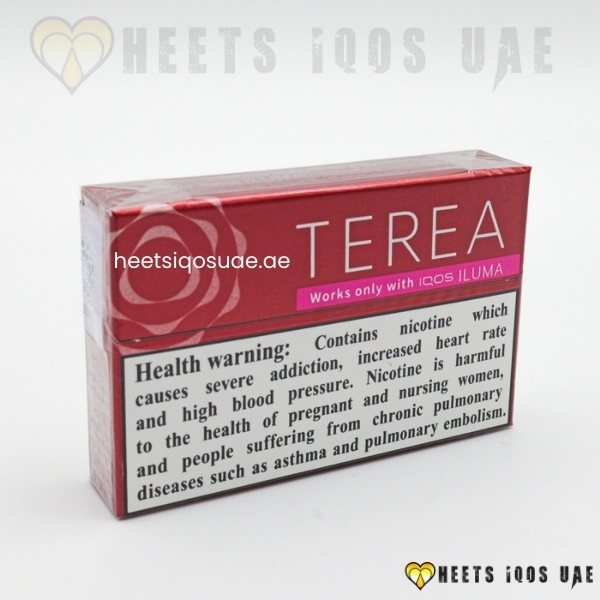 HEETS iQOS UAE
TEREA
heetsiqosuae.ae
Works only with IQOS ILUMA
Health warning: Contains nicotine which
causes severe addiction, increased heart rate
and high blood pressure. Nicotine is harmful
to the health of pregnant and nursing women,
and people suffering from chronic pulmonary
diseases such as asthma and pulmonary embolism.
HEETS iQOS UAE